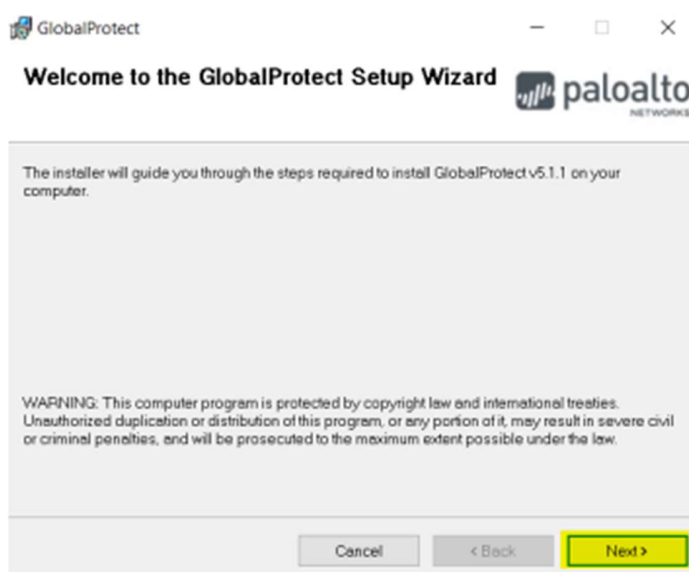 GlobalProtect
Welcome to the GlobalProtect Setup Wizard
paloalto
NETWORKS
The installer will guide you through the steps required to install GlobalProtect v5.1.1 on your
computer.
WARNING: This computer program is protected by copyright law and international treaties.
Unauthorized duplication or distribution of this program, or any portion of it, may result in severe civil
or criminal penalties, and will be prosecuted to the maximum extent possible under the law.
Cancel < Back Next >